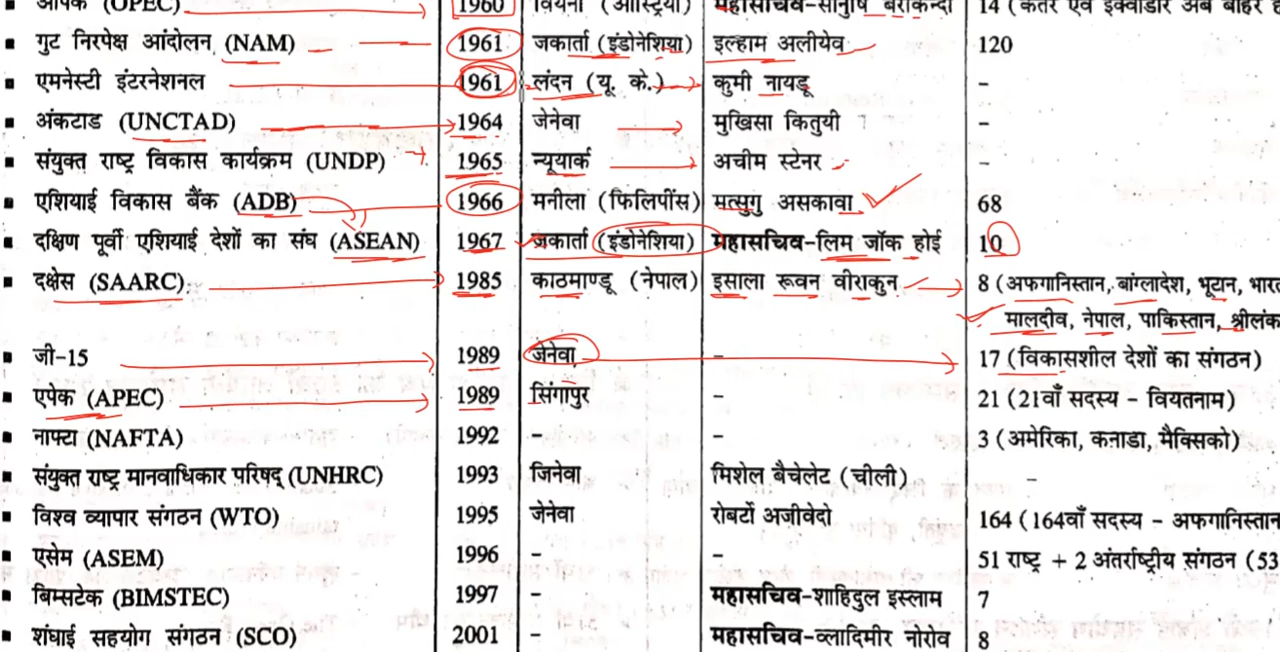 ओपेक (OPEC) 1960 वियना (ऑस्ट्रिया) महासचिव-सानुषि बरकिन्दो 14 (कतर एवं इक्वाडोर अब बाहर
▪ गुट निरपेक्ष आंदोलन (NAM) 1961 जकार्ता (इंडोनेशिया) इल्हाम अलीयेव 120
▪ एमनेस्टी इंटरनेशनल 1961 लंदन (यू. के.) कुमी नायडू –
▪ अंकटाड (UNCTAD) 1964 जेनेवा मुखिसा कितुयी –
▪ संयुक्त राष्ट्र विकास कार्यक्रम (UNDP) 1965 न्यूयार्क अचीम स्टेनर –
▪ एशियाई विकास बैंक (ADB) 1966 मनीला (फिलिपींस) मत्सुगु असकावा 68
▪ दक्षिण पूर्वी एशियाई देशों का संघ (ASEAN) 1967 जकार्ता (इंडोनेशिया) महासचिव-लिम जॉक होई 10
▪ दक्षेस (SAARC) 1985 काठमाण्डू (नेपाल) इसाला रूवन वीराकुन 8 (अफगानिस्तान, बांग्लादेश, भूटान, भारत
मालदीव, नेपाल, पाकिस्तान, श्रीलंक
▪ जी-15 1989 जेनेवा – 17 (विकासशील देशों का संगठन)
▪ एपेक (APEC) 1989 सिंगापुर – 21 (21वाँ सदस्य - वियतनाम)
▪ नाफ्टा (NAFTA) 1992 – – 3 (अमेरिका, कनाडा, मैक्सिको)
▪ संयुक्त राष्ट्र मानवाधिकार परिषद् (UNHRC) 1993 जिनेवा मिशेल बैचेलेट (चीली) –
▪ विश्व व्यापार संगठन (WTO) 1995 जेनेवा रोबर्टो अजीवेदो 164 (164वाँ सदस्य - अफगानिस्तान
▪ एसेम (ASEM) 1996 – – 51 राष्ट्र + 2 अंतर्राष्ट्रीय संगठन (53
▪ बिम्सटेक (BIMSTEC) 1997 – महासचिव-शाहिदुल इस्लाम 7
▪ शंघाई सहयोग संगठन (SCO) 2001 – महासचिव-व्लादिमीर नोरोव 8